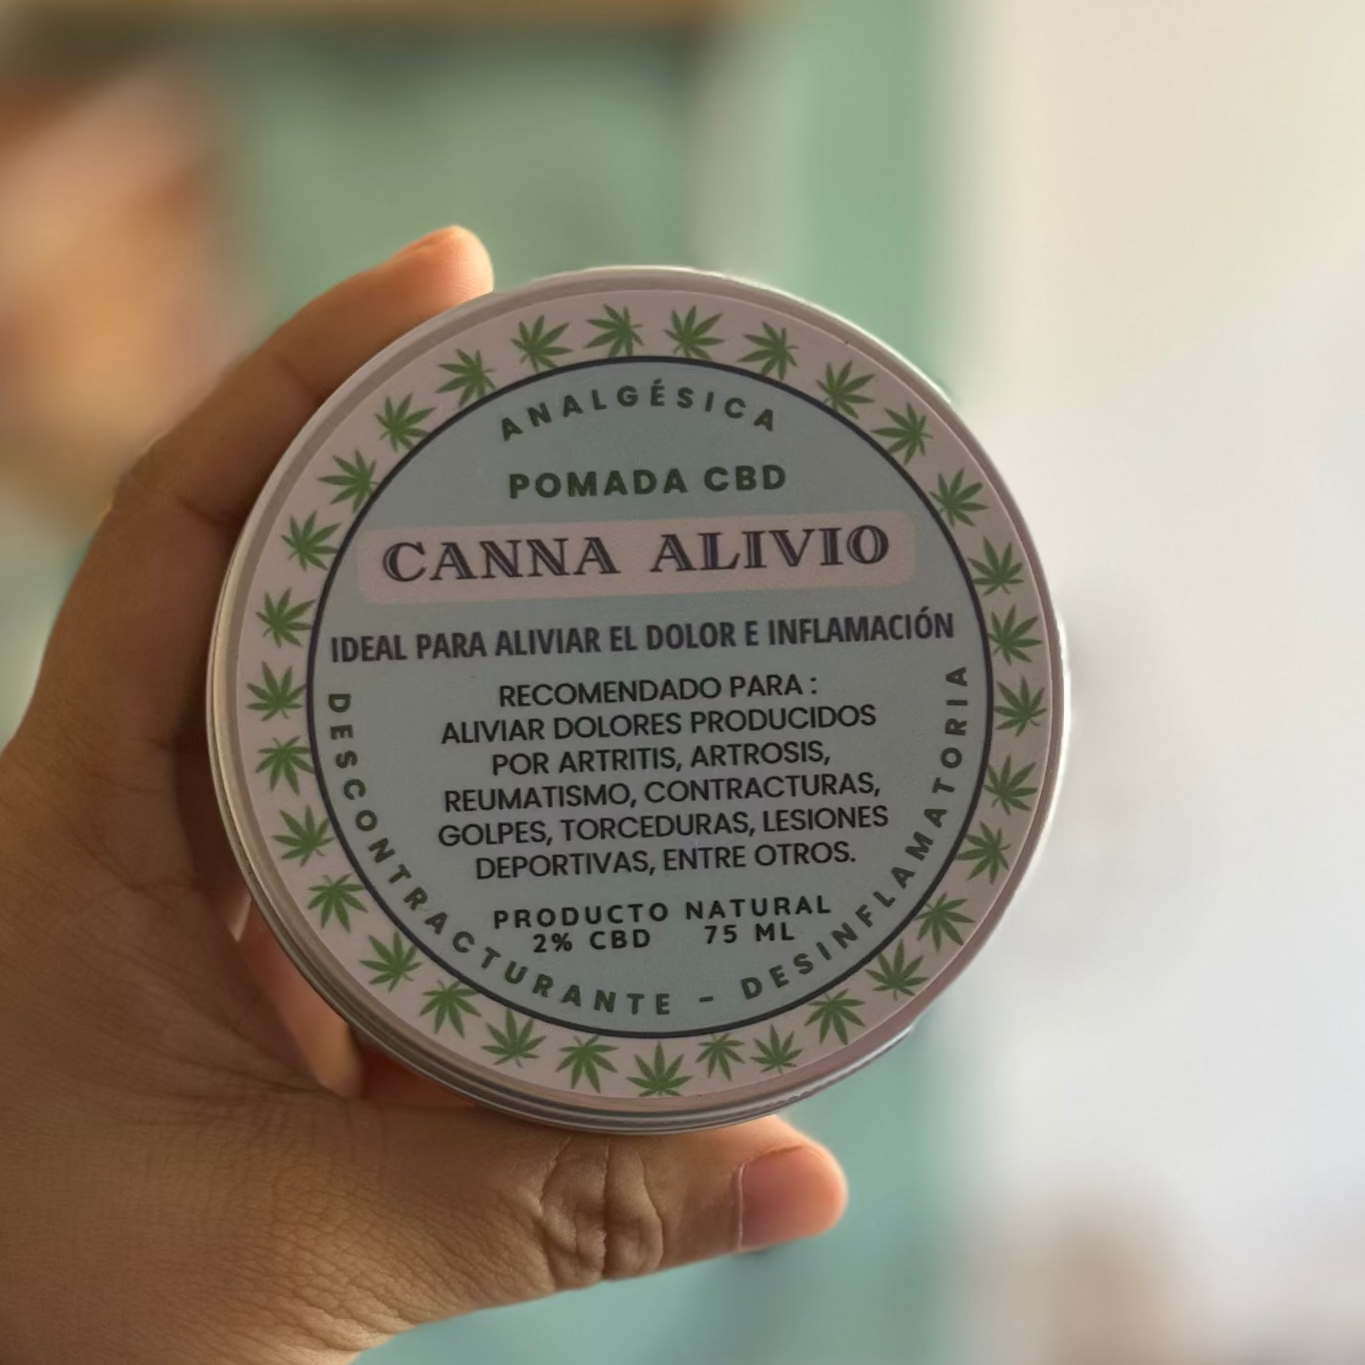 ANALGÉSICA
POMADA CBD
CANNA ALIVIO
IDEAL PARA ALIVIAR EL DOLOR E INFLAMACIÓN
RECOMENDADO PARA :
ALIVIAR DOLORES PRODUCIDOS
POR ARTRITIS, ARTROSIS,
REUMATISMO, CONTRACTURAS,
GOLPES, TORCEDURAS, LESIONES
DEPORTIVAS, ENTRE OTROS.
PRODUCTO NATURAL
2% CBD 75 ML
DESCONTRACTURANTE - DESINFLAMATORIA